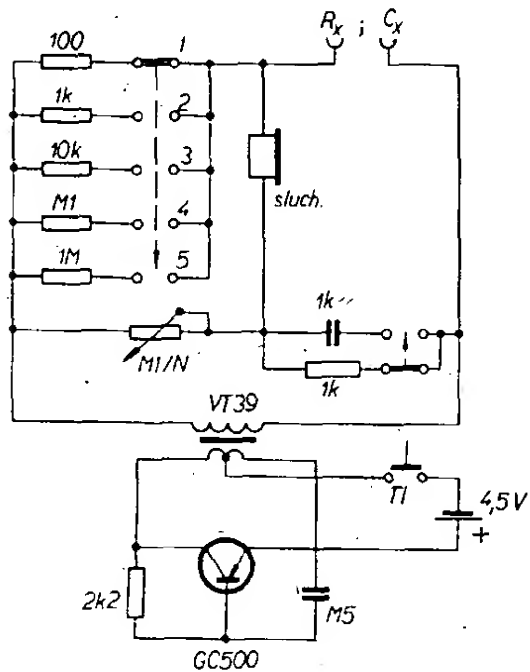 Rx ; Cx
100
1
1k
2
10k
3
M1
4
1M
5
sluch.
1k
M1/N
1k
VT39
Tl
4,5V
+
2k2
M5
GC500